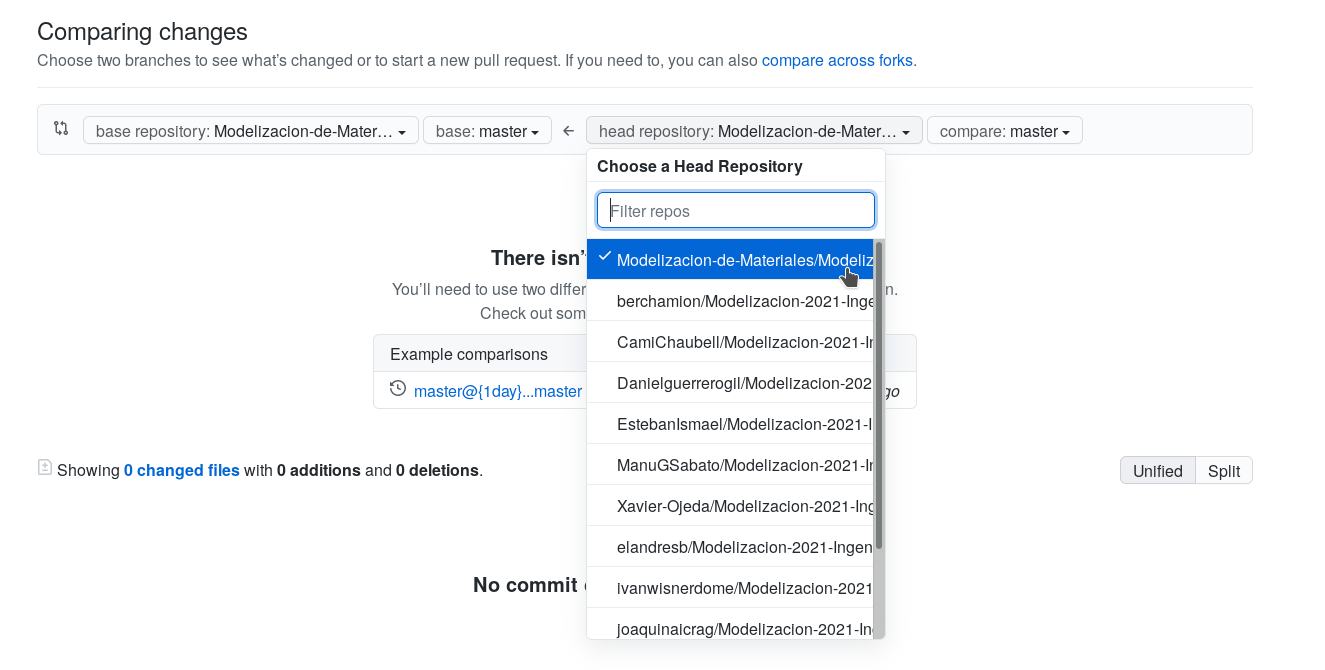 Comparing changes
Choose two branches to see what's changed or to start a new pull request. If you need to, you can also compare across forks.
base repository: Modelizacion-de-Mater… base: master ← head repository: Modelizacion-de-Mater… compare: master
Choose a Head Repository
Filter repos
Modelizacion-de-Materiales/Modeliz
berchamion/Modelizacion-2021-Inge
CamiChaubell/Modelizacion-2021-In
Danielguerrerogil/Modelizacion-202
EstebanIsmael/Modelizacion-2021-I
ManuGSabato/Modelizacion-2021-In
Xavier-Ojeda/Modelizacion-2021-Ing
elandresb/Modelizacion-2021-Ingen
ivanwisnerdome/Modelizacion-2021
joaquinaicrag/Modelizacion-2021-In
There isn'
You'll need to use two differ n.
Check out som
Example comparisons
master@{1day}...master go
Showing 0 changed files with 0 additions and 0 deletions.
Unified Split
No commit